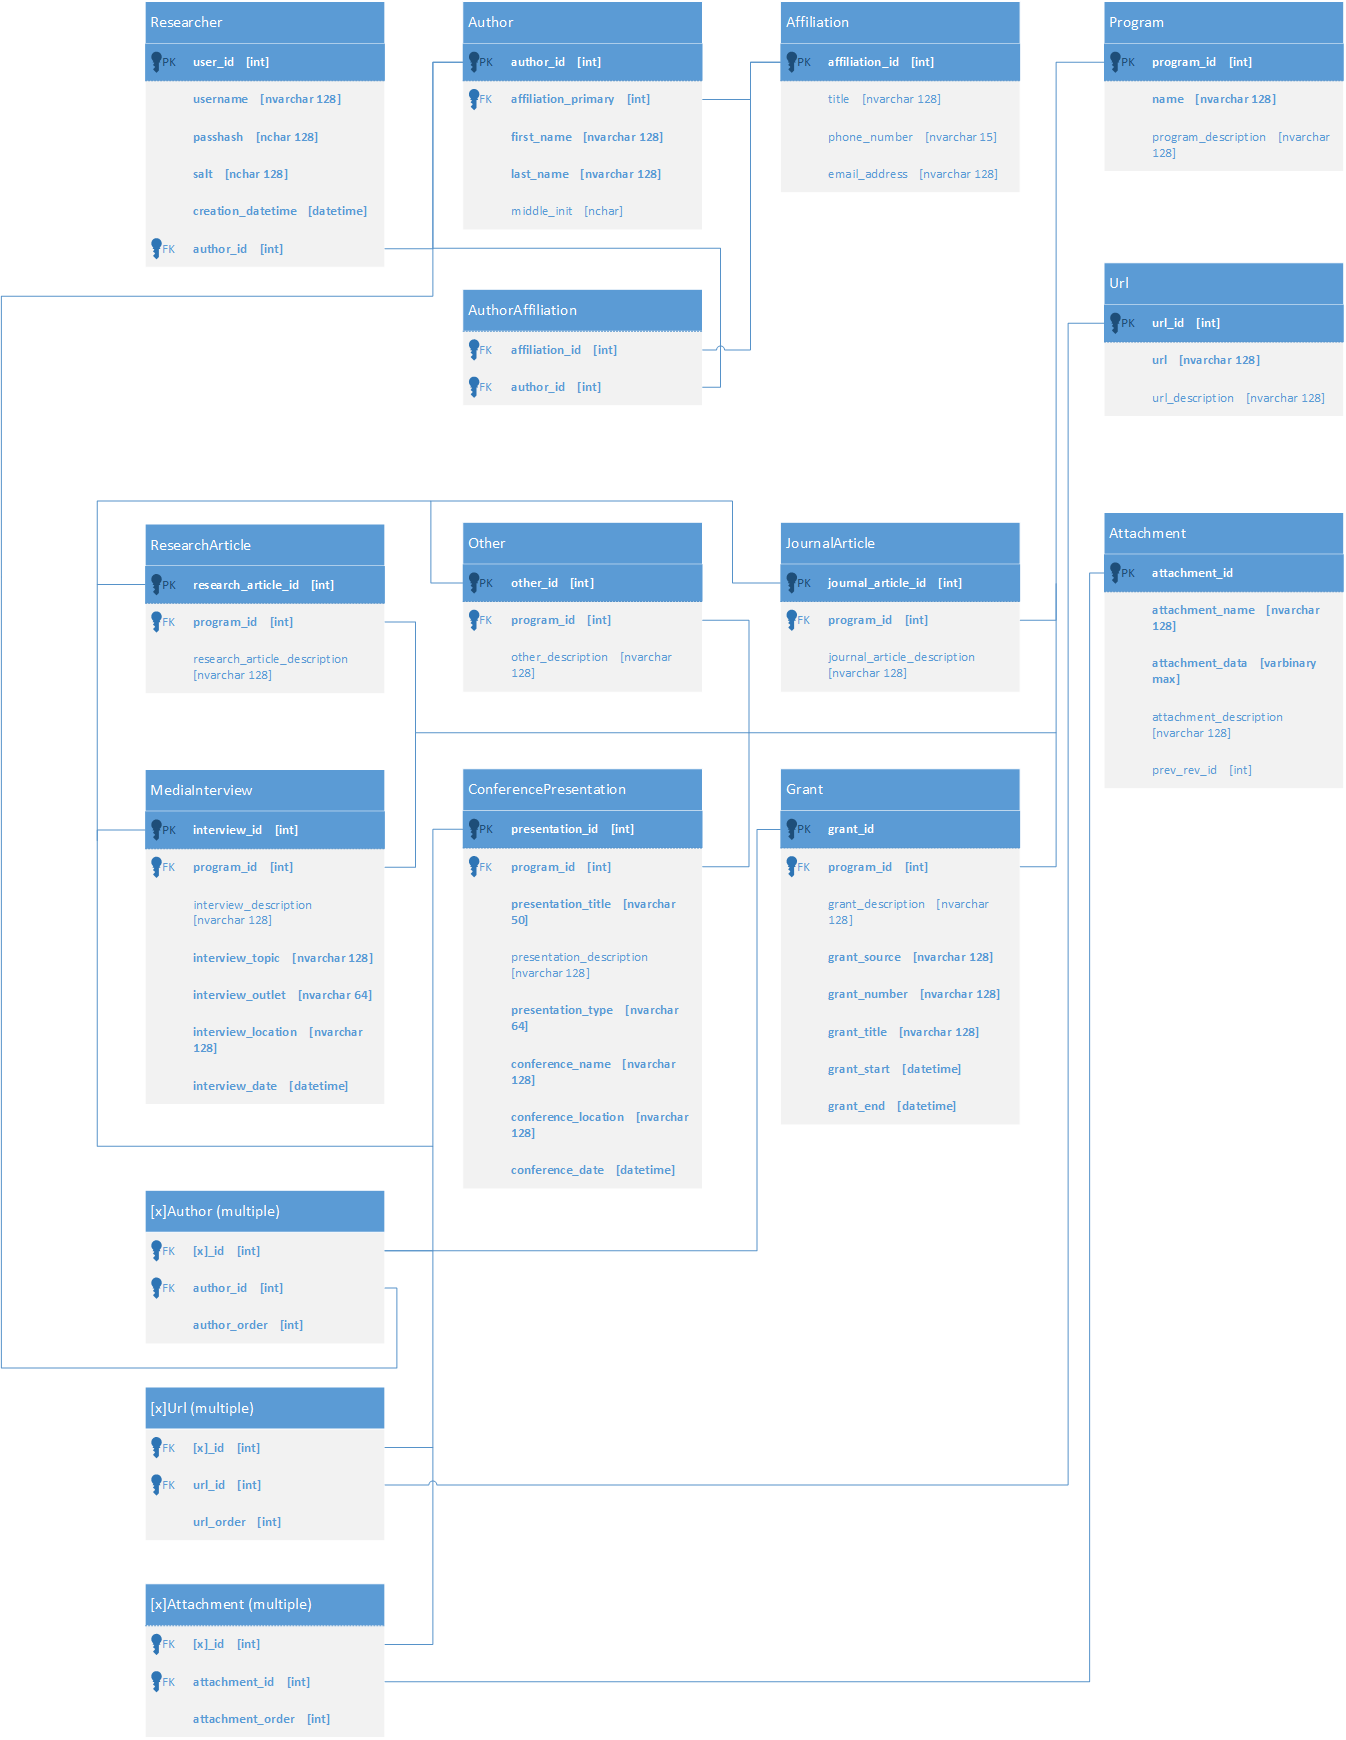 Researcher
PK user_id [int]
username [nvarchar 128]
passhash [nchar 128]
salt [nchar 128]
creation_datetime [datetime]
FK author_id [int]
Author
PK author_id [int]
FK affiliation_primary [int]
first_name [nvarchar 128]
last_name [nvarchar 128]
middle_init [nchar]
Affiliation
PK affiliation_id [int]
title [nvarchar 128]
phone_number [nvarchar 15]
email_address [nvarchar 128]
Program
PK program_id [int]
name [nvarchar 128]
program_description [nvarchar
128]
AuthorAffiliation
FK affiliation_id [int]
FK author_id [int]
Url
PK url_id [int]
url [nvarchar 128]
url_description [nvarchar 128]
ResearchArticle
PK research_article_id [int]
FK program_id [int]
research_article_description
[nvarchar 128]
Other
PK other_id [int]
FK program_id [int]
other_description [nvarchar
128]
JournalArticle
PK journal_article_id [int]
FK program_id [int]
journal_article_description
[nvarchar 128]
Attachment
PK attachment_id
attachment_name [nvarchar
128]
attachment_data [varbinary
max]
attachment_description
[nvarchar 128]
prev_rev_id [int]
MediaInterview
PK interview_id [int]
FK program_id [int]
interview_description
[nvarchar 128]
interview_topic [nvarchar 128]
interview_outlet [nvarchar 64]
interview_location [nvarchar
128]
interview_date [datetime]
ConferencePresentation
PK presentation_id [int]
FK program_id [int]
presentation_title [nvarchar
50]
presentation_description
[nvarchar 128]
presentation_type [nvarchar
64]
conference_name [nvarchar
128]
conference_location [nvarchar
128]
conference_date [datetime]
Grant
PK grant_id
FK program_id [int]
grant_description [nvarchar
128]
grant_source [nvarchar 128]
grant_number [nvarchar 128]
grant_title [nvarchar 128]
grant_start [datetime]
grant_end [datetime]
[x]Author (multiple)
FK [x]_id [int]
FK author_id [int]
author_order [int]
[x]Url (multiple)
FK [x]_id [int]
FK url_id [int]
url_order [int]
[x]Attachment (multiple)
FK [x]_id [int]
FK attachment_id [int]
attachment_order [int]